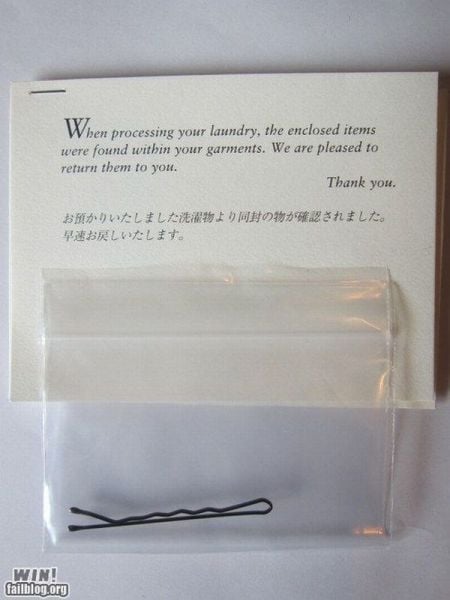 When processing your laundry, the enclosed items
were found within your garments. We are pleased to
return them to you.
Thank you.
お預かりいたしました洗濯物より同封の物が確認されました。
早速お戻しいたします。
WIN!
failblog.org